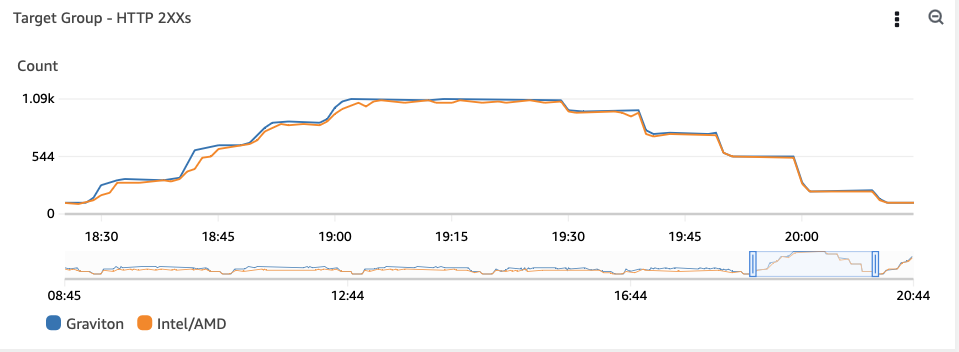 Target Group - HTTP 2XXs
Count
1.09k
544
0
18:30 18:45 19:00 19:15 19:30 19:45 20:00
08:45 12:44 16:44 20:44
Graviton Intel/AMD